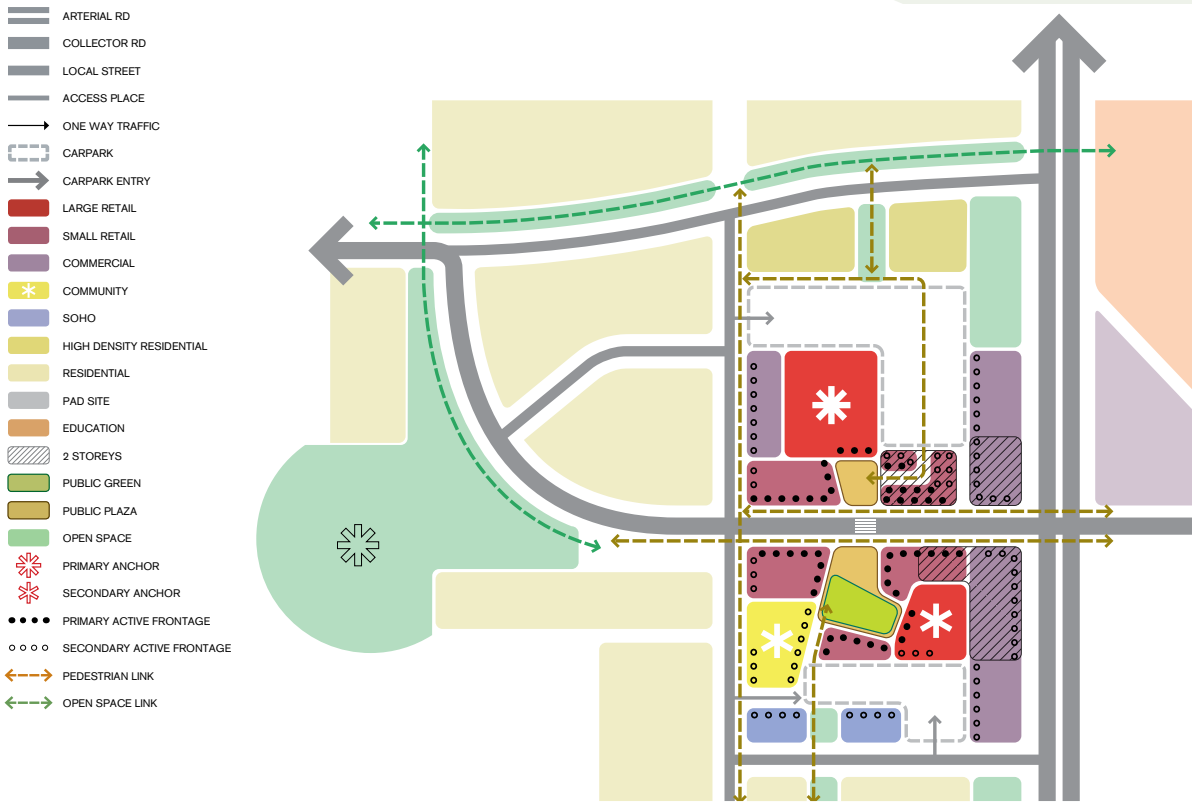 ARTERIAL RD
COLLECTOR RD
LOCAL STREET
ACCESS PLACE
ONE WAY TRAFFIC
CARPARK
CARPARK ENTRY
LARGE RETAIL
SMALL RETAIL
COMMERCIAL
COMMUNITY
SOHO
HIGH DENSITY RESIDENTIAL
RESIDENTIAL
PAD SITE
EDUCATION
2 STOREYS
PUBLIC GREEN
PUBLIC PLAZA
OPEN SPACE
PRIMARY ANCHOR
SECONDARY ANCHOR
PRIMARY ACTIVE FRONTAGE
SECONDARY ACTIVE FRONTAGE
PEDESTRIAN LINK
OPEN SPACE LINK